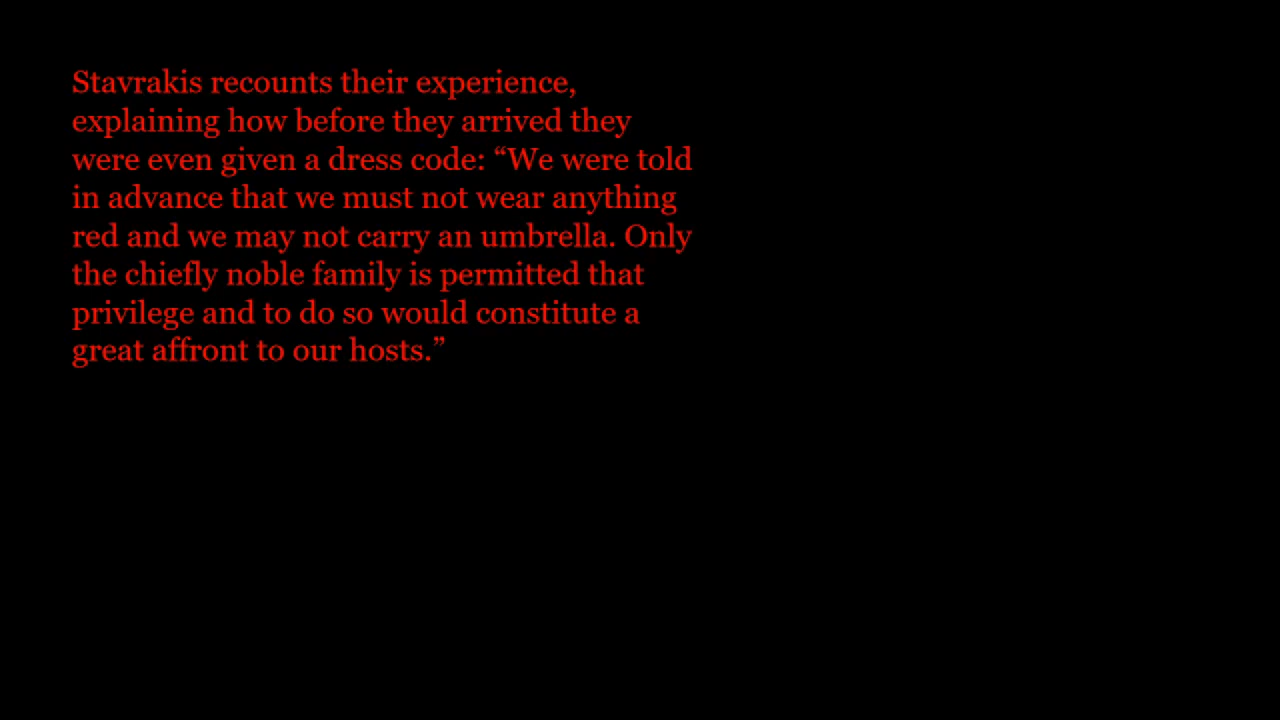 Stavrakis recounts their experience,
explaining how before they arrived they
were even given a dress code: “We were told
in advance that we must not wear anything
red and we may not carry an umbrella. Only
the chiefly noble family is permitted that
privilege and to do so would constitute a
great affront to our hosts.”